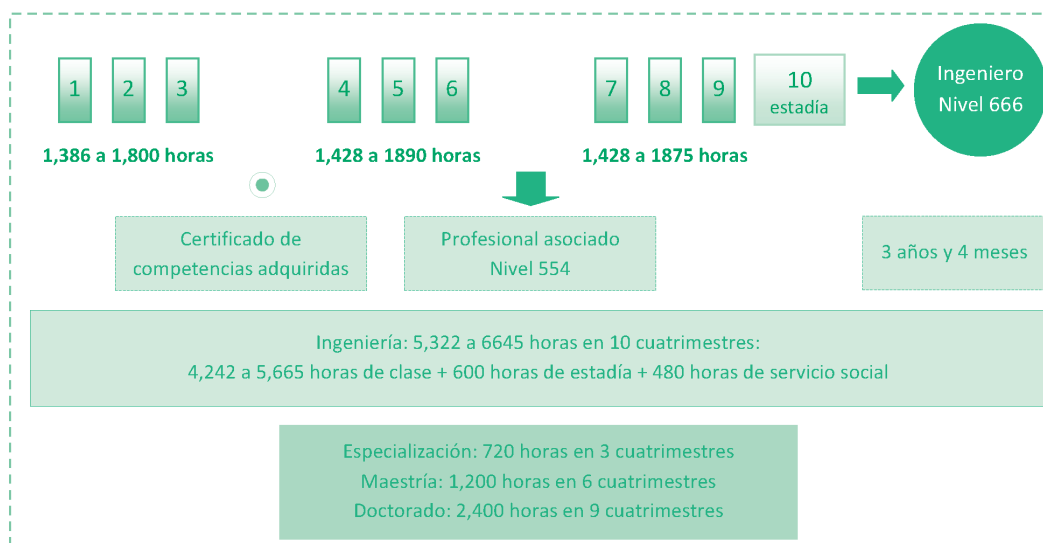 1 2 3 4 5 6 7 8 9 10
estadía
Ingeniero
Nivel 666
1,386 a 1,800 horas
1,428 a 1890 horas
1,428 a 1875 horas
Certificado de
competencias adquiridas
Profesional asociado
Nivel 554
3 años y 4 meses
Ingeniería: 5,322 a 6645 horas en 10 cuatrimestres:
4,242 a 5,665 horas de clase + 600 horas de estadía + 480 horas de servicio social
Especialización: 720 horas en 3 cuatrimestres
Maestría: 1,200 horas en 6 cuatrimestres
Doctorado: 2,400 horas en 9 cuatrimestres